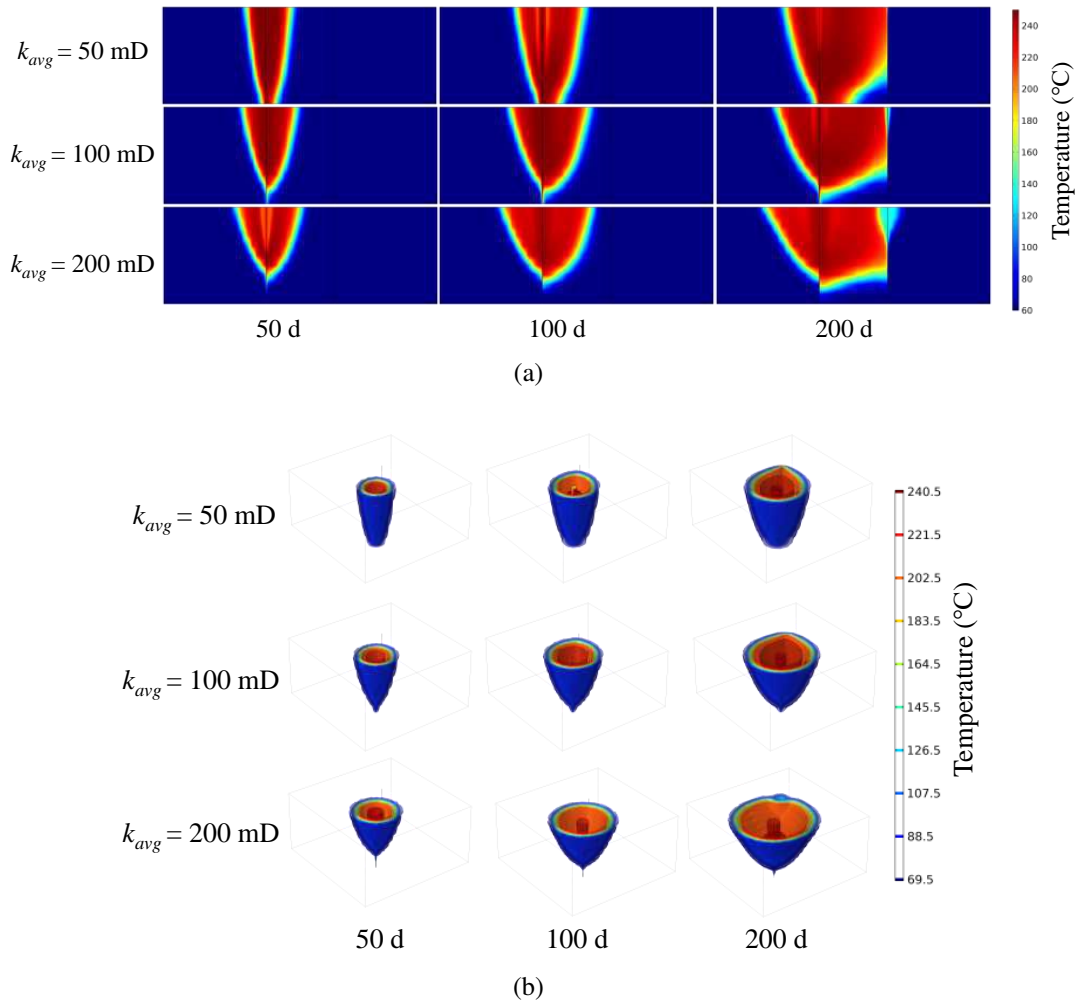 k_avg = 50 mD
k_avg = 100 mD
k_avg = 200 mD
240
220
200
180
160
140
120
100
80
60
Temperature (°C)
50 d
100 d
200 d
(a)
k_avg = 50 mD
k_avg = 100 mD
k_avg = 200 mD
240.5
221.5
202.5
183.5
164.5
145.5
126.5
107.5
88.5
69.5
Temperature (°C)
50 d
100 d
200 d
(b)